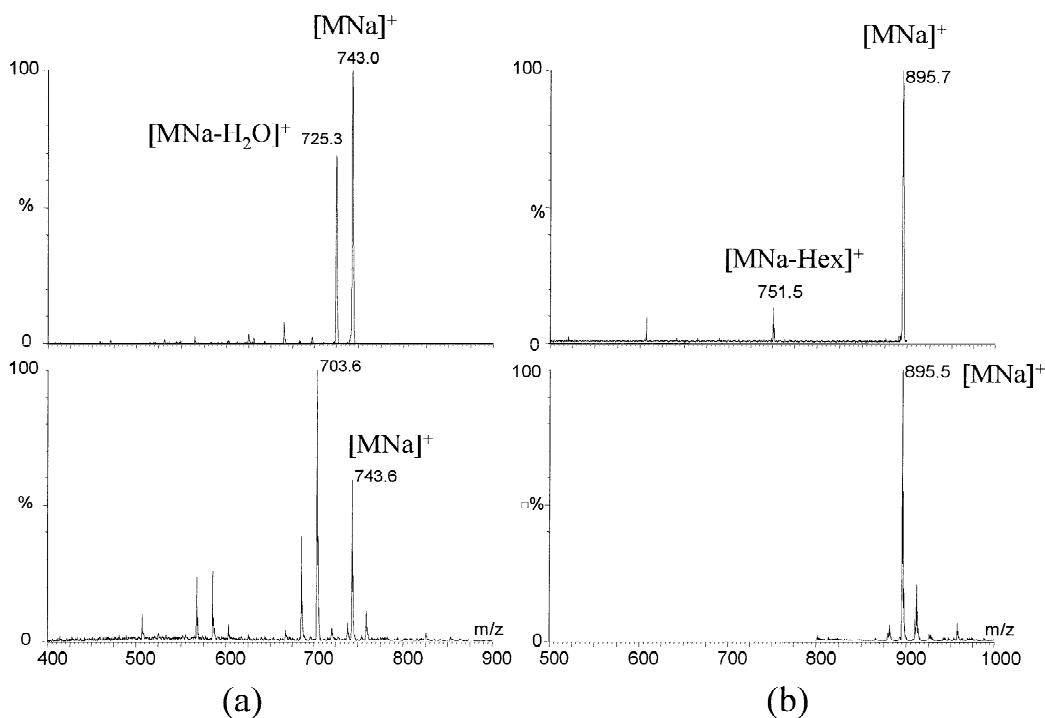 [MNa]+
743.0
100
[MNa-H2O]+ 725.3
%
0
100
703.6
[MNa]+
743.6
%
0
m/z
400 500 600 700 800 900
(a)
[MNa]+
100
895.7
%
[MNa-Hex]+
751.5
0
100
895.5 [MNa]+
□%
0
m/z
500 600 700 800 900 1000
(b)